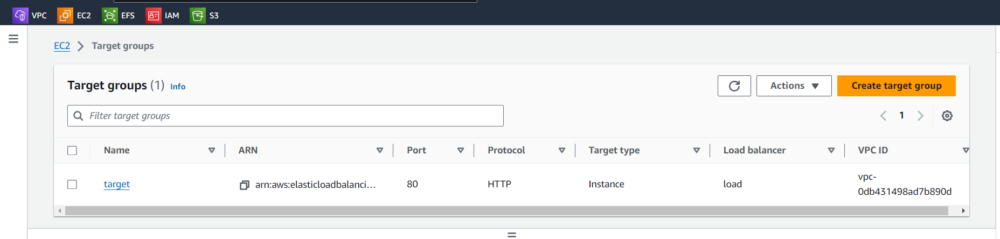 VPC EC2 EFS IAM S3
EC2 Target groups
Target groups (1) Info
Actions Create target group
Filter target groups
1
Name ARN Port Protocol Target type Load balancer VPC ID
target arn:aws:elasticloadbalanci... 80 HTTP Instance load vpc-
0db431498ad7b890d